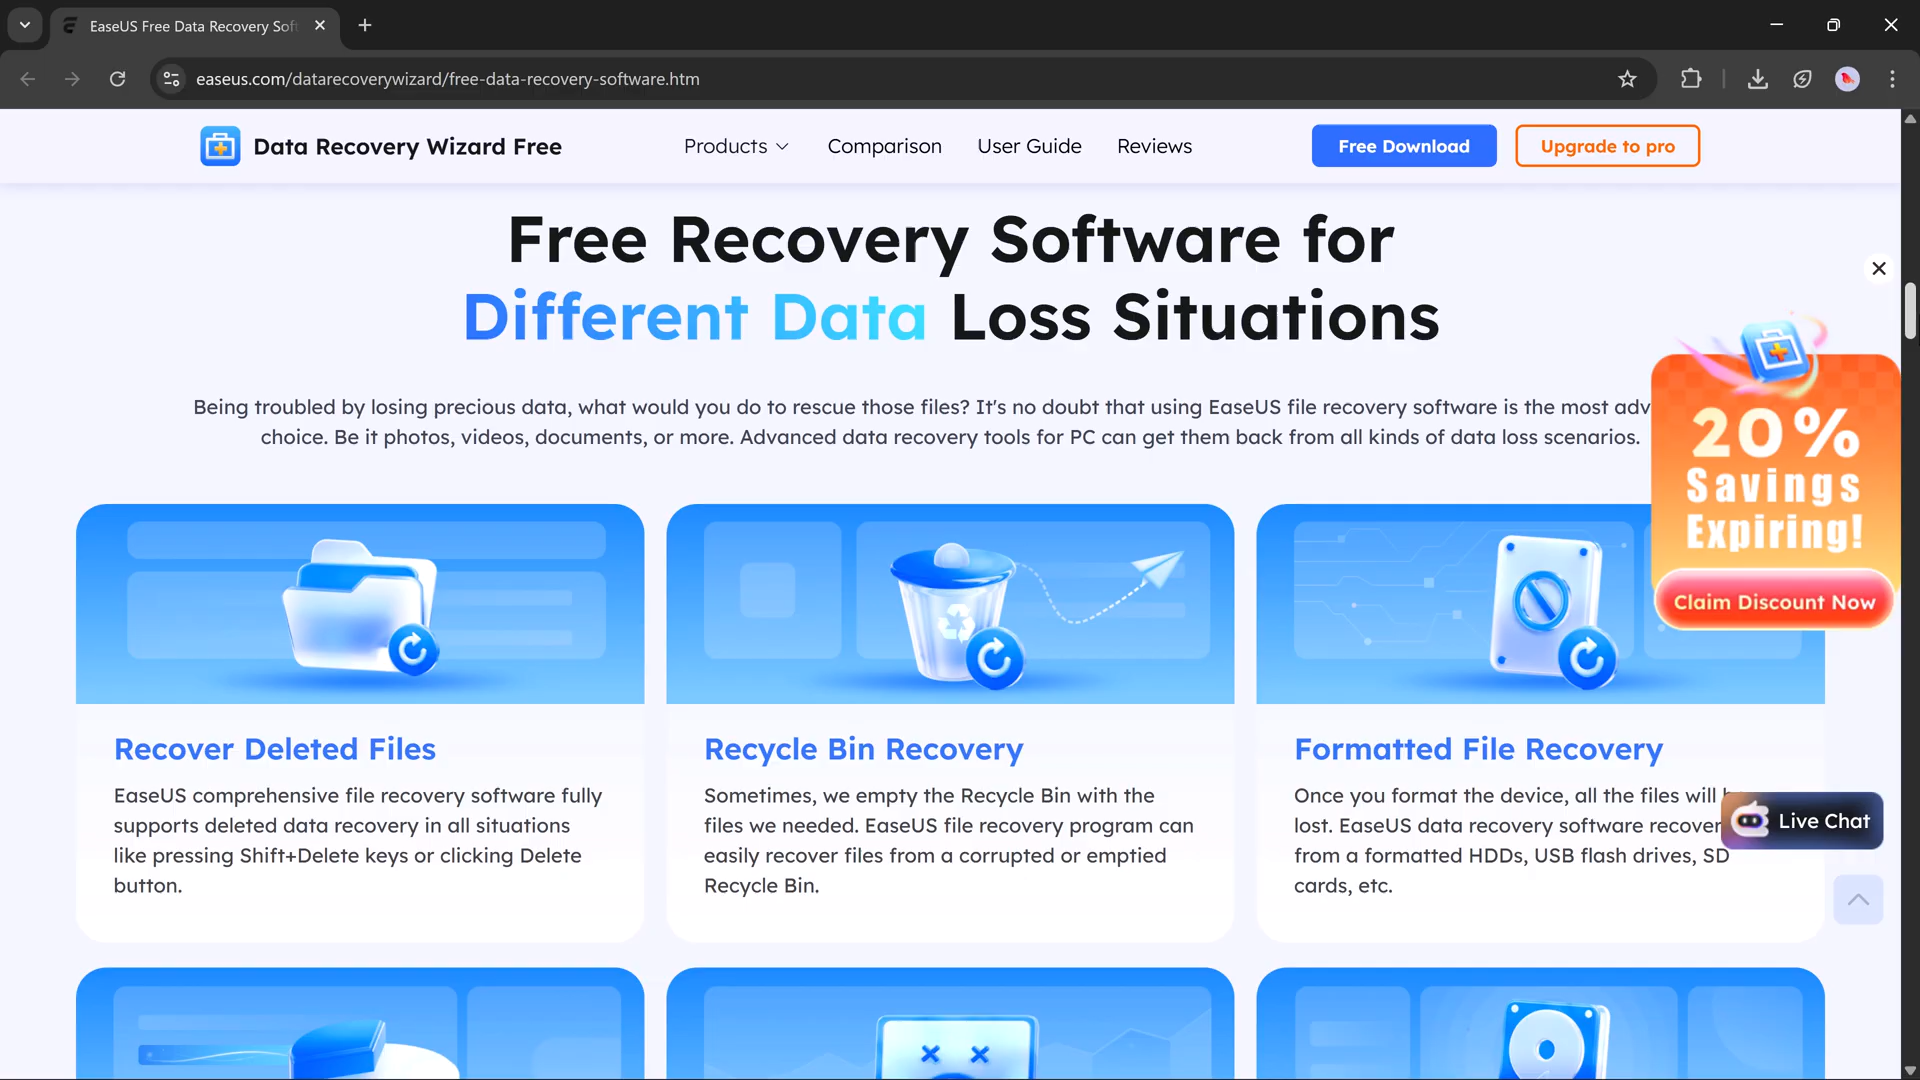 EaseUS Free Data Recovery Soft
easeus.com/datarecoverywizard/free-data-recovery-software.htm
Data Recovery Wizard Free
Products
Comparison
User Guide
Reviews
Free Download
Upgrade to pro
Free Recovery Software for
Different Data Loss Situations
Being troubled by losing precious data, what would you do to rescue those files? It's no doubt that using EaseUS file recovery software is the most adv
choice. Be it photos, videos, documents, or more. Advanced data recovery tools for PC can get them back from all kinds of data loss scenarios.
20%
Savings
Expiring!
Claim Discount Now
Recover Deleted Files
EaseUS comprehensive file recovery software fully
supports deleted data recovery in all situations
like pressing Shift+Delete keys or clicking Delete
button.
Recycle Bin Recovery
Sometimes, we empty the Recycle Bin with the
files we needed. EaseUS file recovery program can
easily recover files from a corrupted or emptied
Recycle Bin.
Formatted File Recovery
Once you format the device, all the files will
lost. EaseUS data recovery software recover
from a formatted HDDs, USB flash drives, SD
cards, etc.
Live Chat